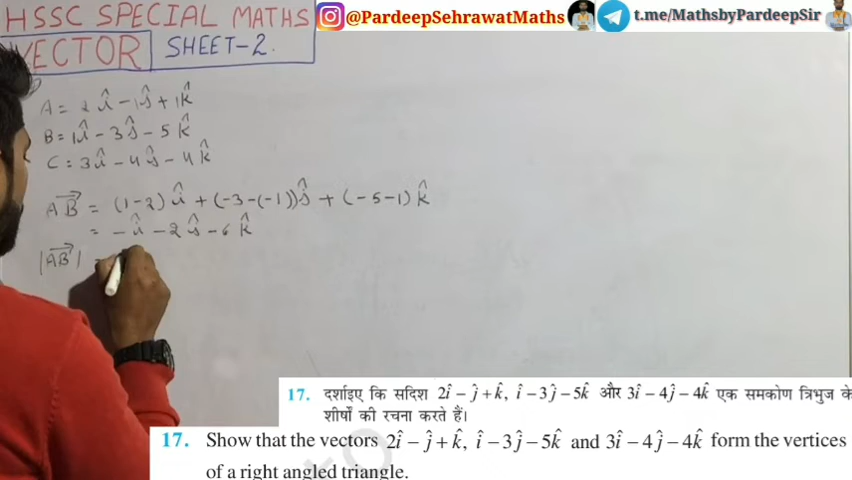 HSSC SPECIAL MATHS
@PardeepSehrawatMaths
t.me/MathsbyPardeepSir
VECTOR SHEET-2.
A = 2î - 1ĵ + 1k̂
B = 1î - 3ĵ - 5k̂
C = 3î - 4ĵ - 4k̂
AB⃗ = (1-2)î + (-3-(-1))ĵ + (-5-1)k̂
= -î - 2ĵ - 6k̂
|AB⃗| =
17. दर्शाइए कि सदिश 2î – ĵ + k̂, î – 3ĵ – 5k̂ और 3î – 4ĵ – 4k̂ एक समकोण त्रिभुज के
शीर्षों की रचना करते हैं।
17. Show that the vectors 2î – ĵ + k̂, î – 3ĵ – 5k̂ and 3î – 4ĵ – 4k̂ form the vertices
of a right angled triangle.